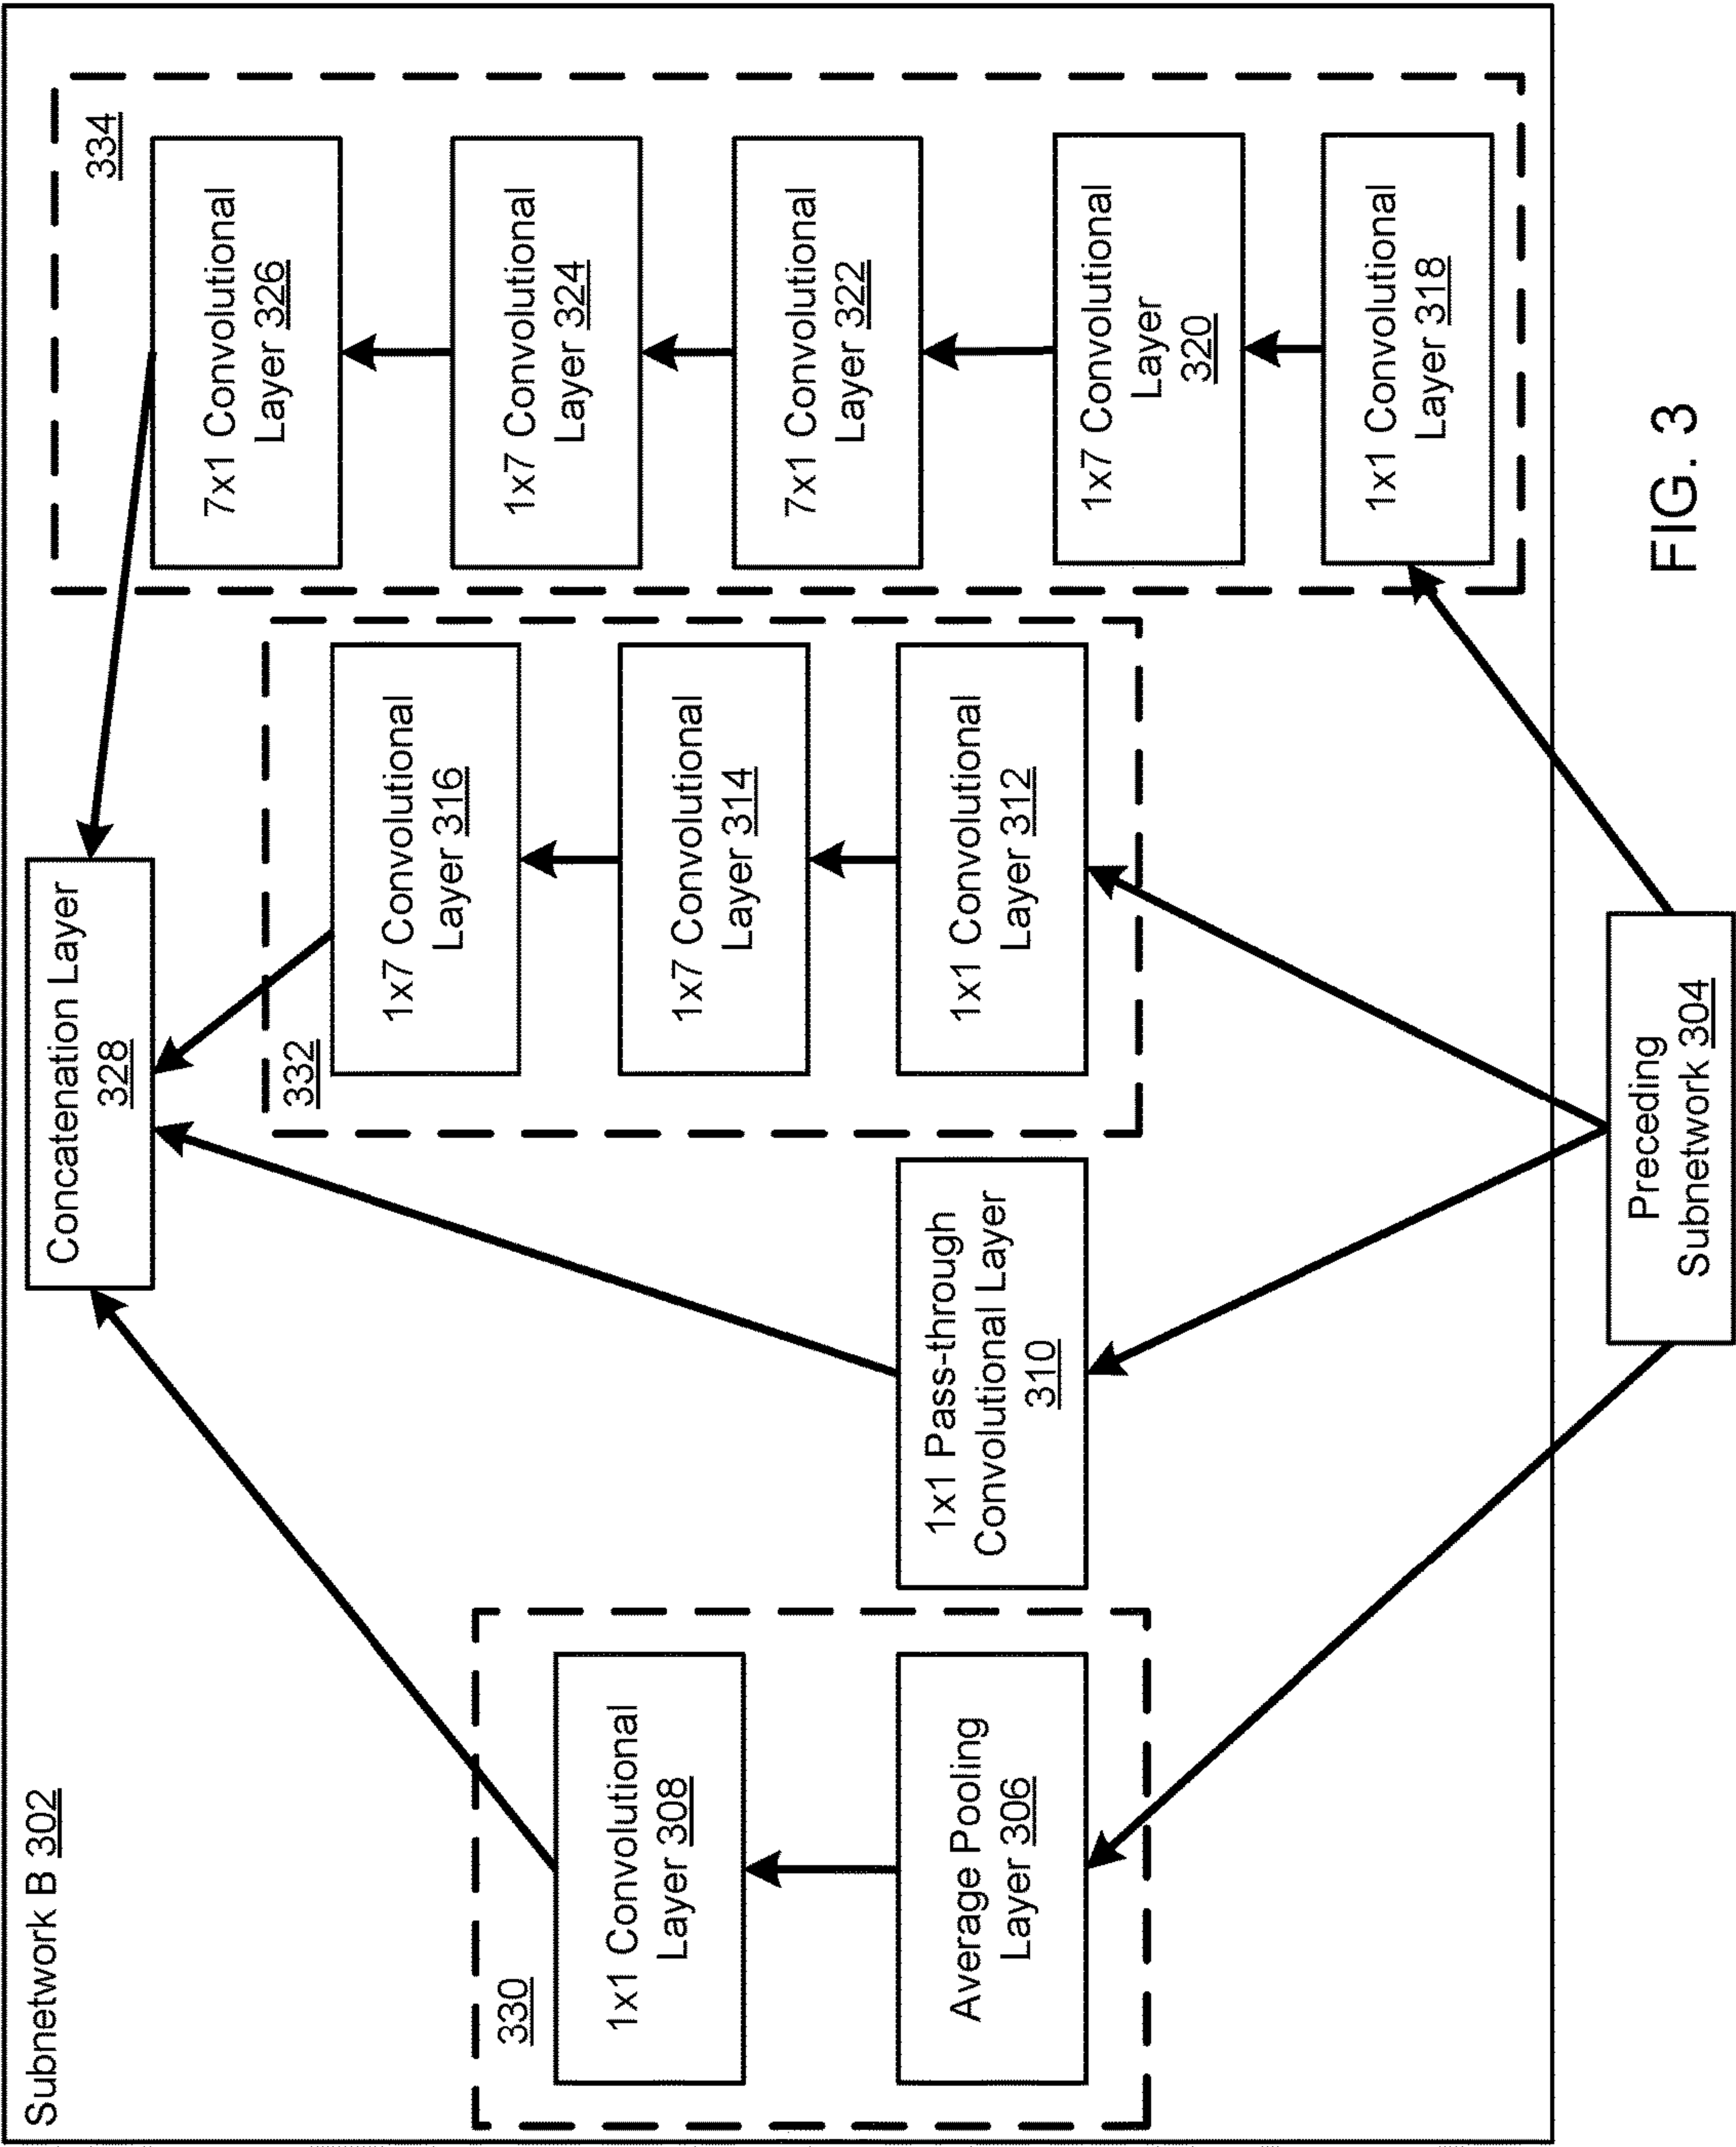 Subnetwork B 302
Concatenation Layer
328
334
7x1 Convolutional
Layer 326
332
1x7 Convolutional
Layer 316
1x7 Convolutional
Layer 324
330
1x1 Convolutional
Layer 308
1x7 Convolutional
Layer 314
7x1 Convolutional
Layer 322
Average Pooling
Layer 306
1x1 Pass-through
Convolutional Layer
310
1x1 Convolutional
Layer 312
1x7 Convolutional
Layer
320
1x1 Convolutional
Layer 318
Preceding
Subnetwork 304
FIG. 3